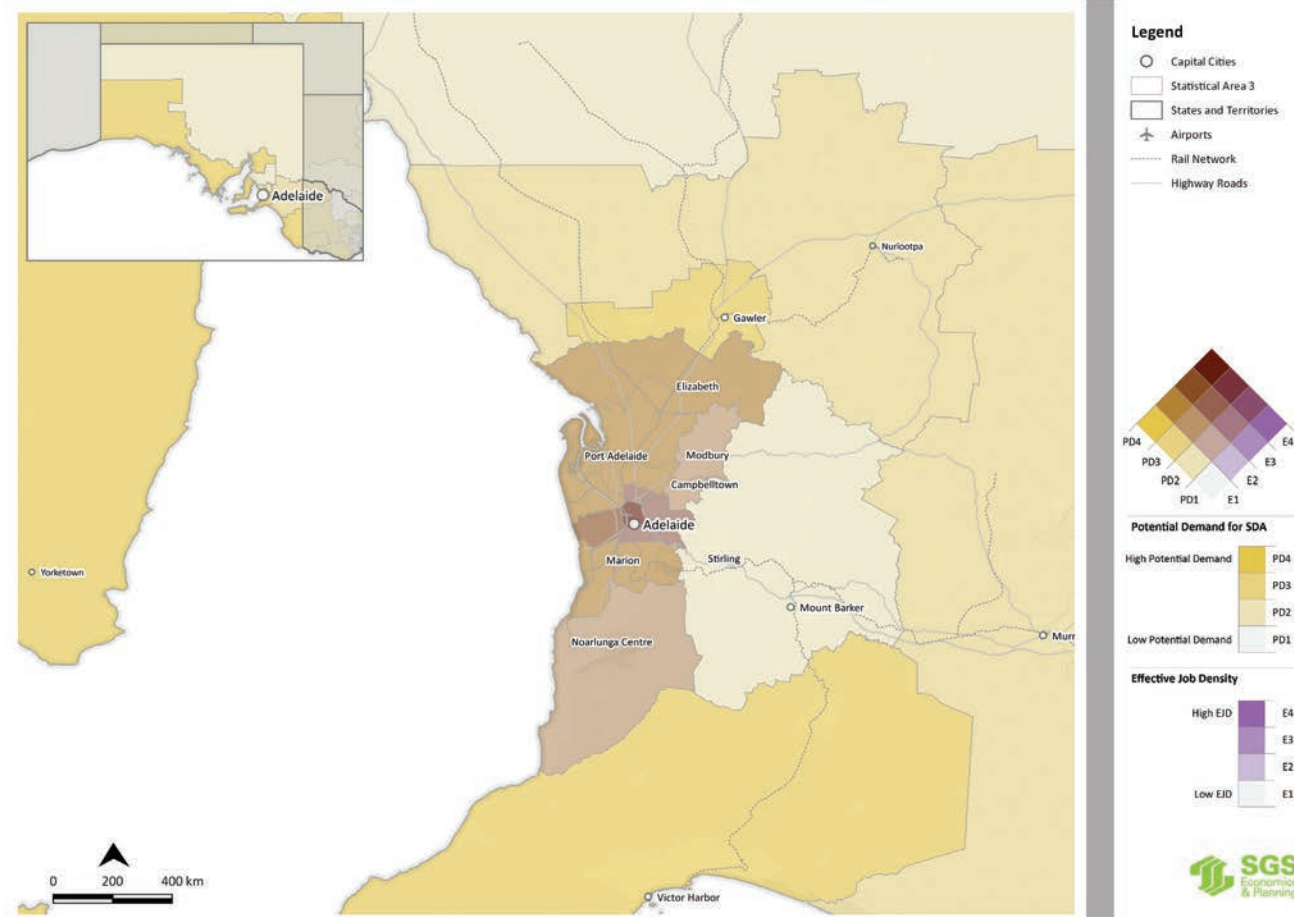 Adelaide
Nuriootpa
Gawler
Elizabeth
Port Adelaide
Modbury
Campbelltown
Adelaide
Yorketown
Marion
Stirling
Mount Barker
Noarlunga Centre
Murr
Victor Harbor
0 200 400 km
Legend
Capital Cities
Statistical Area 3
States and Territories
Airports
Rail Network
Highway Roads
PD4 E4
PD3 E3
PD2 E2
PD1 E1
Potential Demand for SDA
High Potential Demand PD4
PD3
PD2
Low Potential Demand PD1
Effective Job Density
High EJD E4
E3
E2
Low EJD E1
SGS
Economics
& Planning